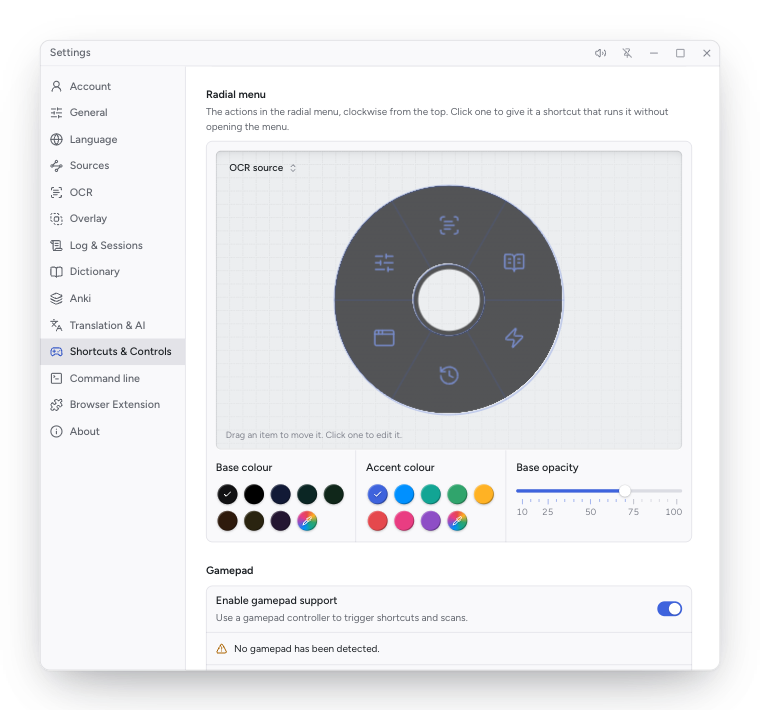 Settings
Account
General
Language
Sources
OCR
Overlay
Log & Sessions
Dictionary
Anki
Translation & AI
Shortcuts & Controls
Command line
Browser Extension
About
Radial menu
The actions in the radial menu, clockwise from the top. Click one to give it a shortcut that runs it without
opening the menu.
OCR source
Drag an item to move it. Click one to edit it.
Base colour
Accent colour
Base opacity
10 25 50 75 100
Gamepad
Enable gamepad support
Use a gamepad controller to trigger shortcuts and scans.
No gamepad has been detected.